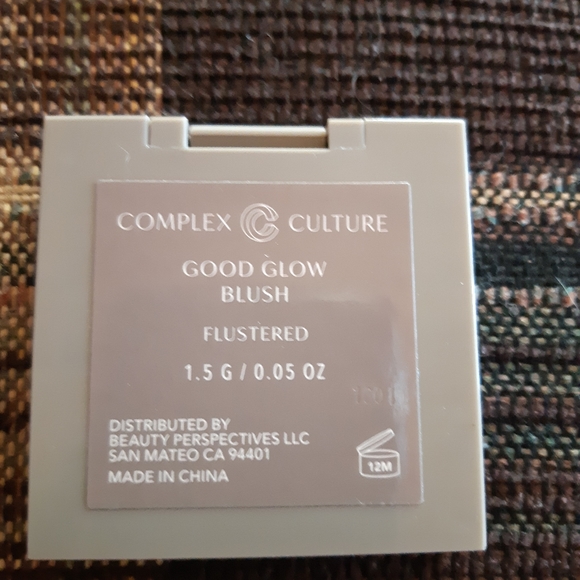 COMPLEX C CULTURE
GOOD GLOW
BLUSH
FLUSTERED
1.5 G / 0.05 OZ
DISTRIBUTED BY
BEAUTY PERSPECTIVES LLC
SAN MATEO CA 94401
MADE IN CHINA
12M